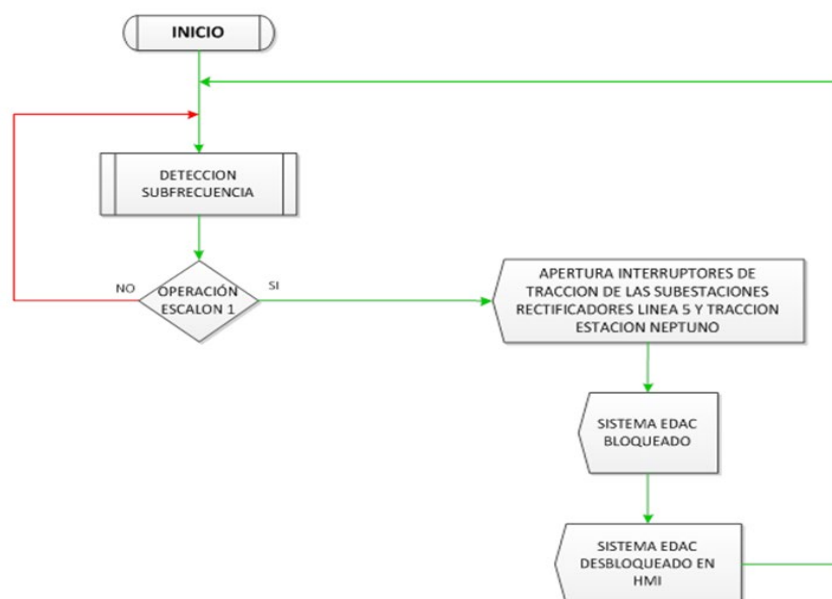 INICIO
DETECCION
SUBFRECUENCIA
NO
OPERACIÓN
ESCALON 1
SI
APERTURA INTERRUPTORES DE
TRACCION DE LAS SUBESTACIONES
RECTIFICADORES LINEA 5 Y TRACCION
ESTACION NEPTUNO
SISTEMA EDAC
BLOQUEADO
SISTEMA EDAC
DESBLOQUEADO EN
HMI